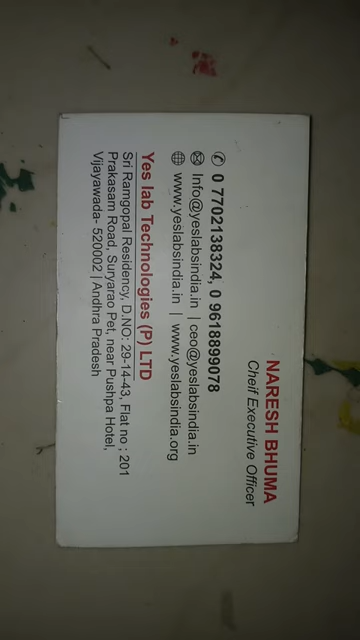 NARESH BHUMA
Cheif Executive Officer
0 7702138324, 0 9618899078
Info@yeslabsindia.in | ceo@yeslabsindia.in
www.yeslabsindia.in | www.yeslabsindia.org
Yes lab Technologies (P) LTD
Sri Ramgopal Residency, D.NO: 29-14-43, Flat no ; 201
Prakasam Road, Suryarao Pet, near Pushpa Hotel,
Vijayawada- 520002 | Andhra Pradesh